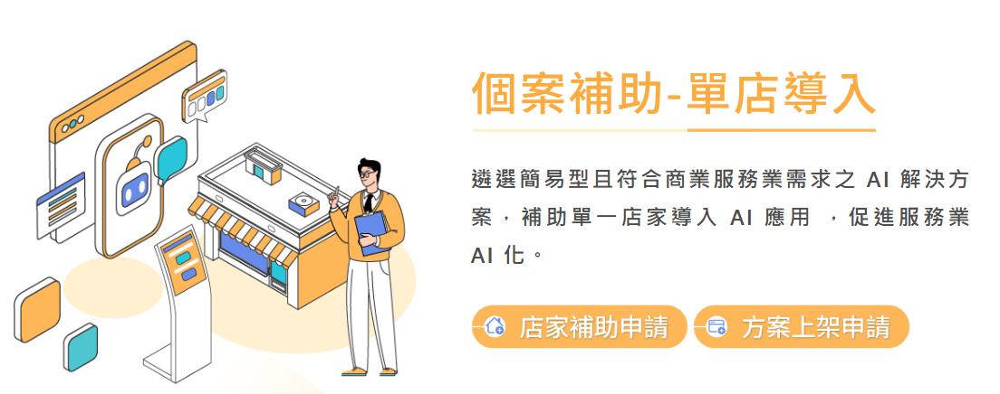 個案補助-單店導入
遴選簡易型且符合商業服務業需求之 AI 解決方
案，補助單一店家導入 AI 應用 ，促進服務業
AI 化。
店家補助申請
方案上架申請